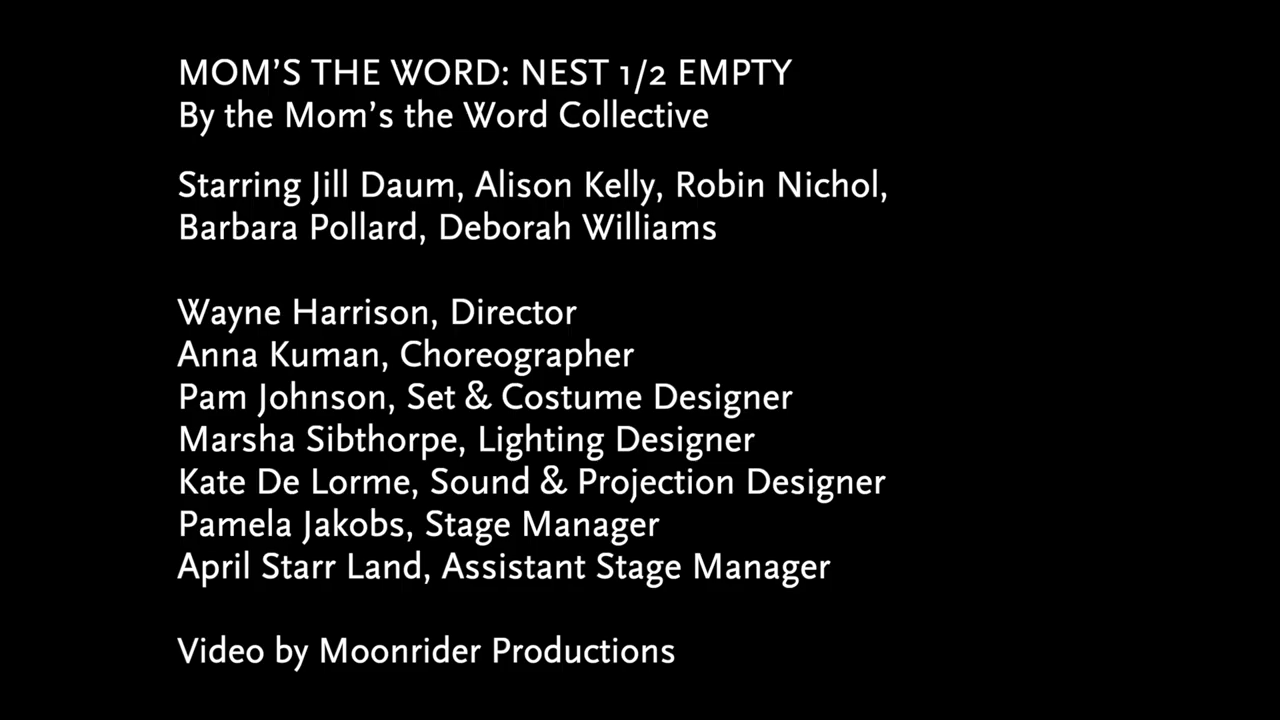 MOM’S THE WORD: NEST 1/2 EMPTY
By the Mom’s the Word Collective
Starring Jill Daum, Alison Kelly, Robin Nichol,
Barbara Pollard, Deborah Williams
Wayne Harrison, Director
Anna Kuman, Choreographer
Pam Johnson, Set & Costume Designer
Marsha Sibthorpe, Lighting Designer
Kate De Lorme, Sound & Projection Designer
Pamela Jakobs, Stage Manager
April Starr Land, Assistant Stage Manager
Video by Moonrider Productions